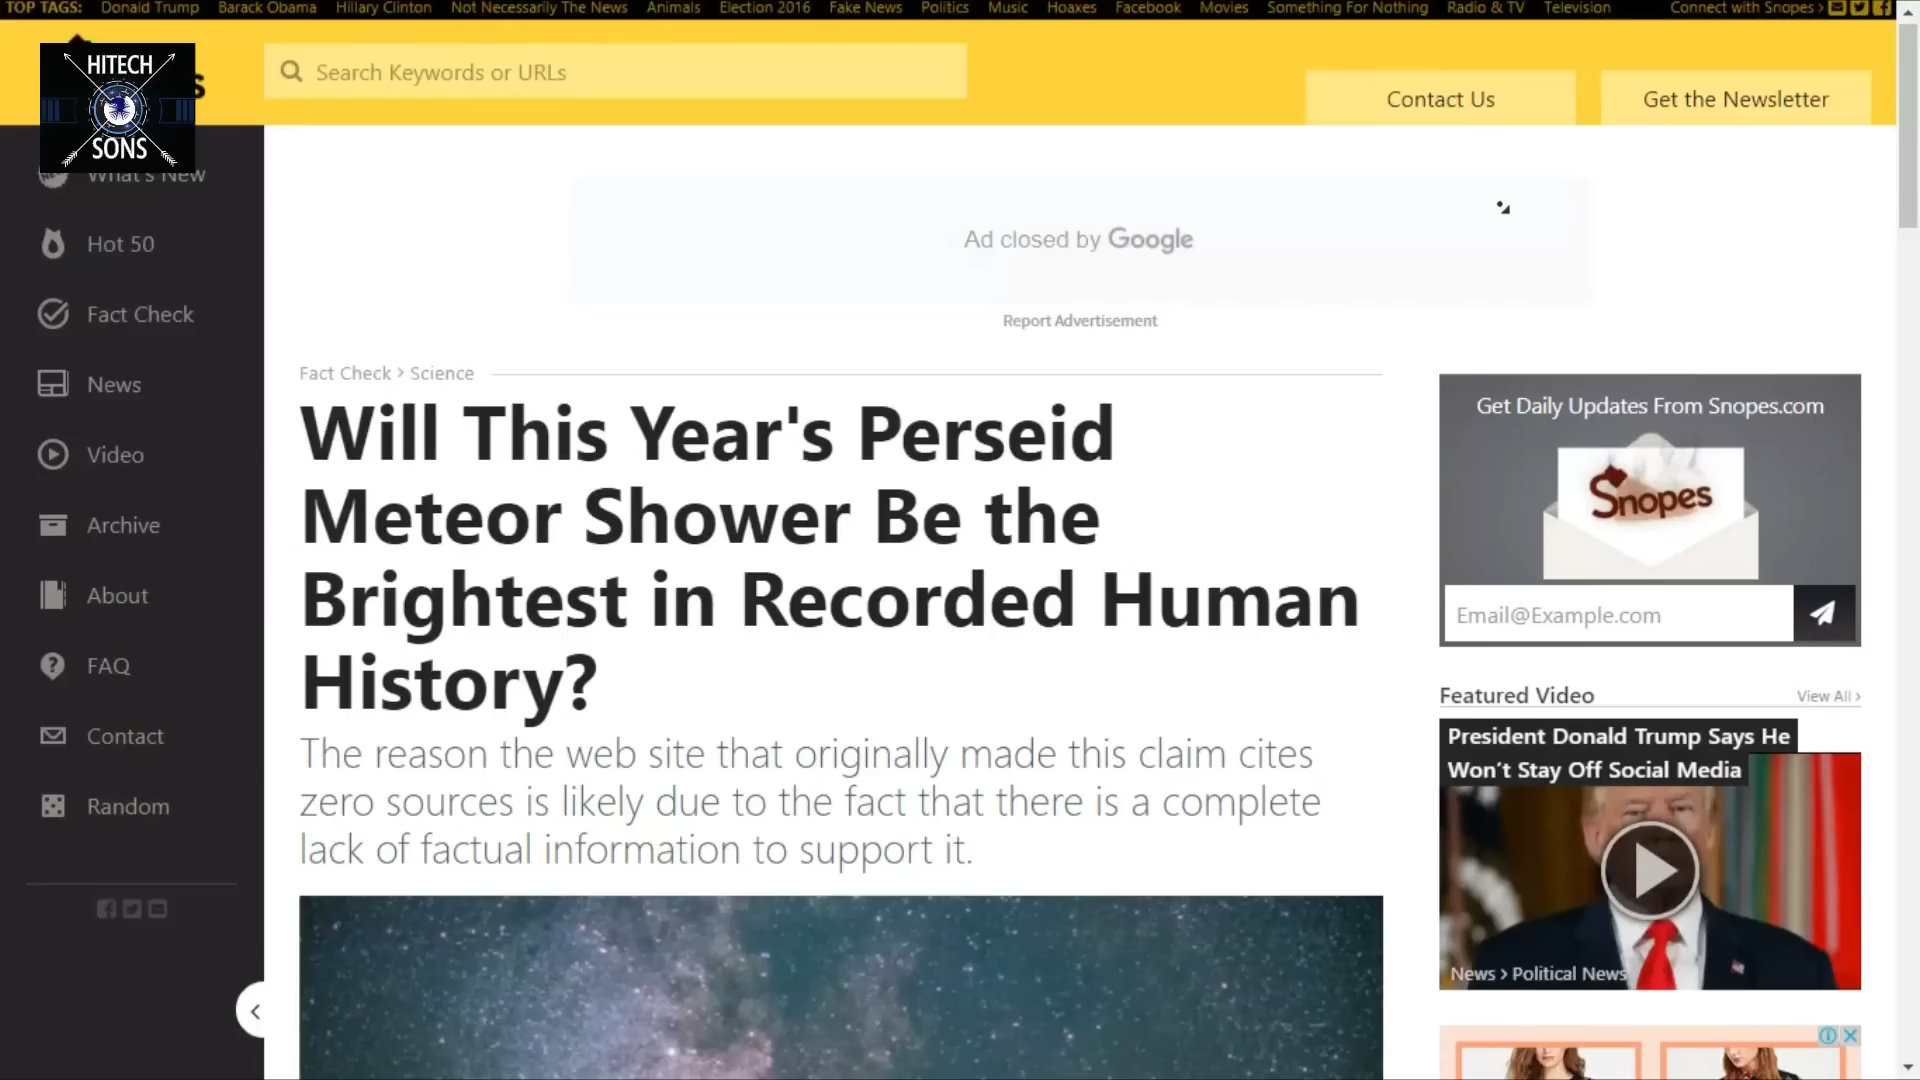 TOP TAGS: Donald Trump Barack Obama Hillary Clinton Not Necessarily The News Animals Election 2016 Fake News Politics Music Hoaxes Facebook Movies Something For Nothing Radio & TV Television Connect with Snopes >
HITECH
SONS
Search Keywords or URLs
Contact Us
Get the Newsletter
What's New
Hot 50
Fact Check
News
Video
Archive
About
FAQ
Contact
Random
Ad closed by Google
Report Advertisement
Fact Check > Science
Will This Year's Perseid
Meteor Shower Be the
Brightest in Recorded Human
History?
The reason the web site that originally made this claim cites
zero sources is likely due to the fact that there is a complete
lack of factual information to support it.
Get Daily Updates From Snopes.com
Snopes
Email@Example.com
Featured Video
View All >
President Donald Trump Says He
Won't Stay Off Social Media
News > Political News